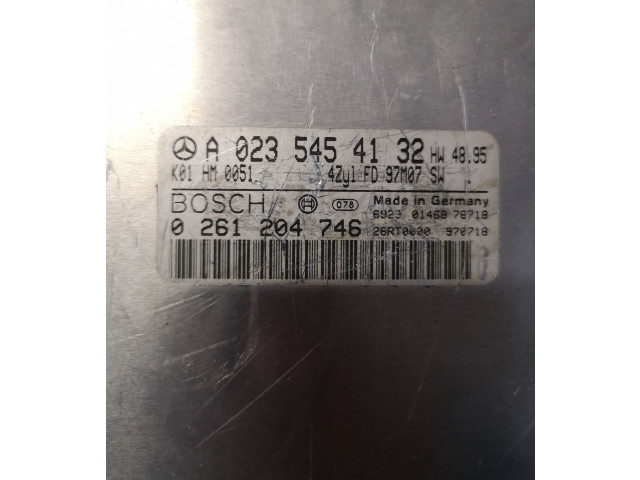 A 023 545 41 32 HW 48.95
K01 HM 0051 4Zyl FD 97M07 SW
BOSCH 078 Made in Germany
6923 01468 76718
0 261 204 746 26RT0000 970718